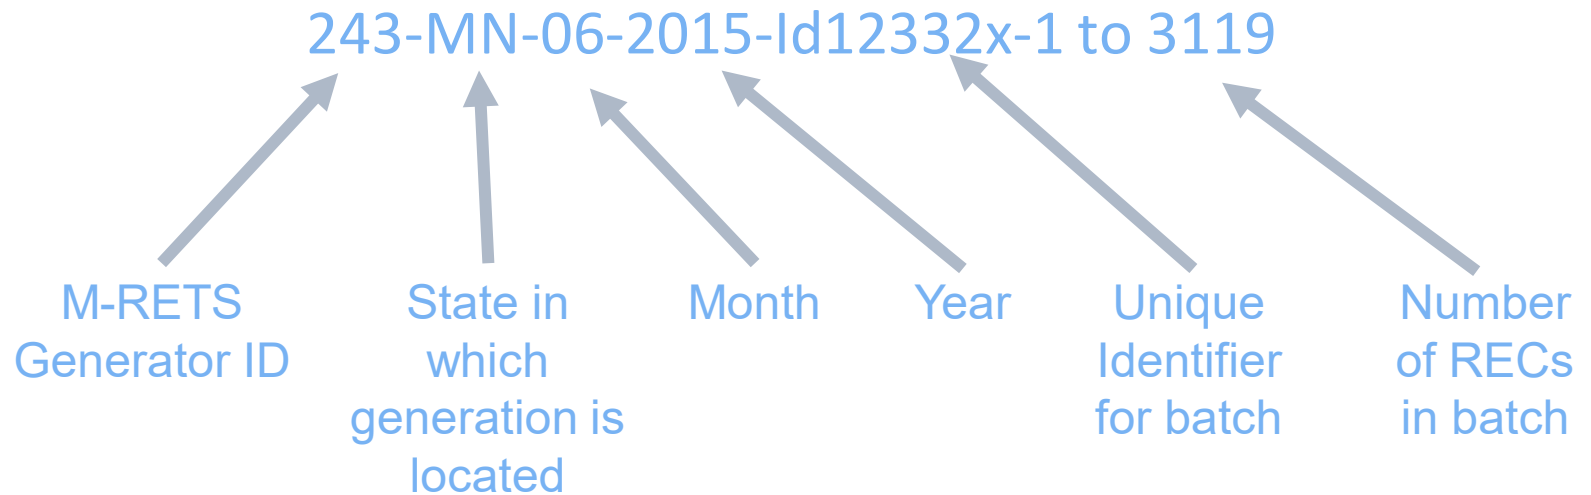 243-MN-06-2015-Id12332x-1 to 3119
M-RETS
Generator ID
State in
which
generation is
located
Month
Year
Unique
Identifier
for batch
Number
of RECs
in batch